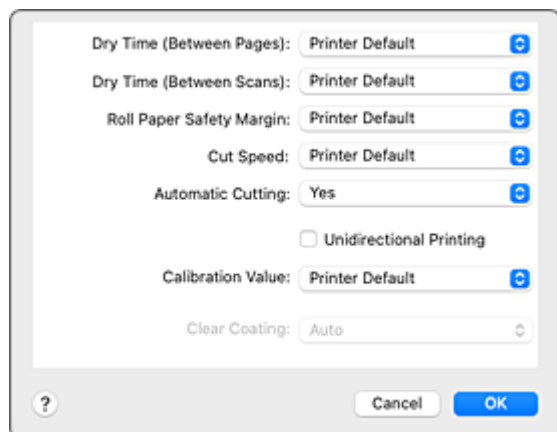 Dry Time (Between Pages): Printer Default
Dry Time (Between Scans): Printer Default
Roll Paper Safety Margin: Printer Default
Cut Speed: Printer Default
Automatic Cutting: Yes
Unidirectional Printing
Calibration Value: Printer Default
Clear Coating: Auto
? Cancel OK